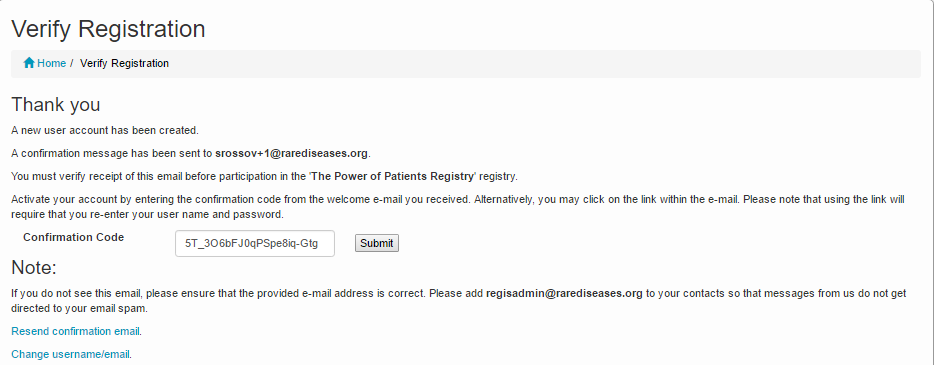 Verify Registration
Home / Verify Registration
Thank you
A new user account has been created.
A confirmation message has been sent to srossov+1@rarediseases.org.
You must verify receipt of this email before participation in the 'The Power of Patients Registry' registry.
Activate your account by entering the confirmation code from the welcome e-mail you received. Alternatively, you may click on the link within the e-mail. Please note that using the link will
require that you re-enter your user name and password.
Confirmation Code 5T_3O6bFJ0qPSpe8iq-Gtg Submit
Note:
If you do not see this email, please ensure that the provided e-mail address is correct. Please add regisadmin@rarediseases.org to your contacts so that messages from us do not get
directed to your email spam.
Resend confirmation email.
Change username/email.